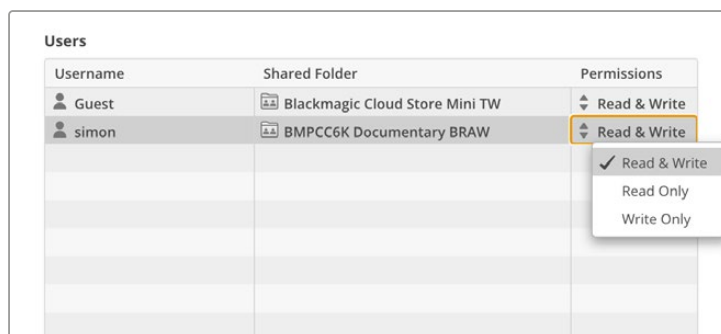 Users
Username Shared Folder Permissions
Guest Blackmagic Cloud Store Mini TW Read & Write
simon BMPCC6K Documentary BRAW Read & Write
Read & Write
Read Only
Write Only